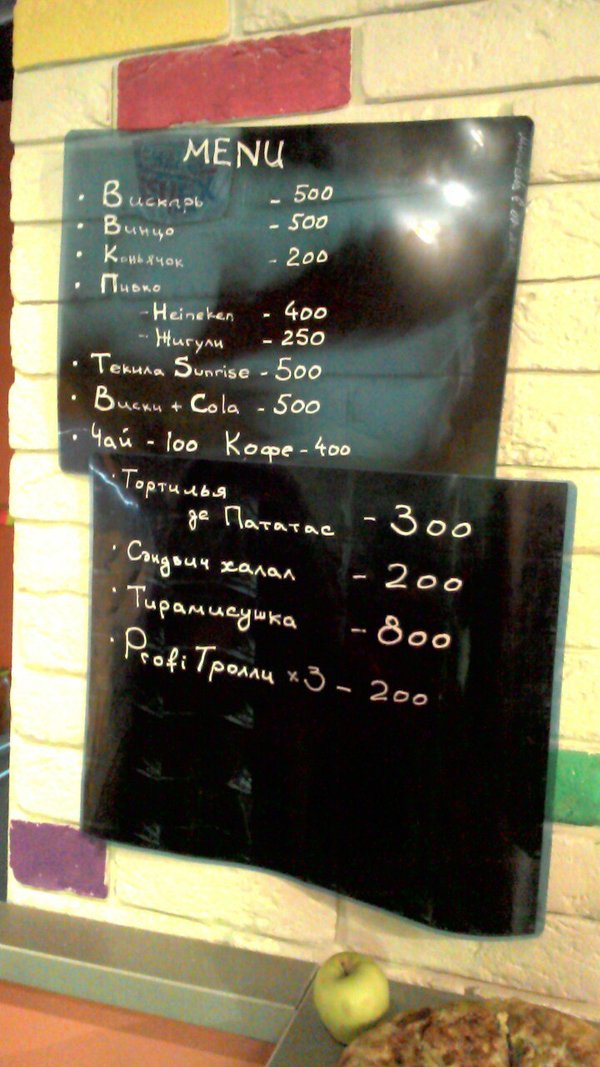 MENU
· Вискарь - 500
· Винцо - 500
· Коньячок - 200
· Пивко
- Heineken - 400
- Жигули - 250
· Текила Sunrise - 500
· Виски + Cola - 500
· Чай - 100 Кофе - 400
· Тортилья
де Пататас - 300
· Сэндвич халал - 200
· Тирамисушка - 800
· Profi Тролли ×3 - 200